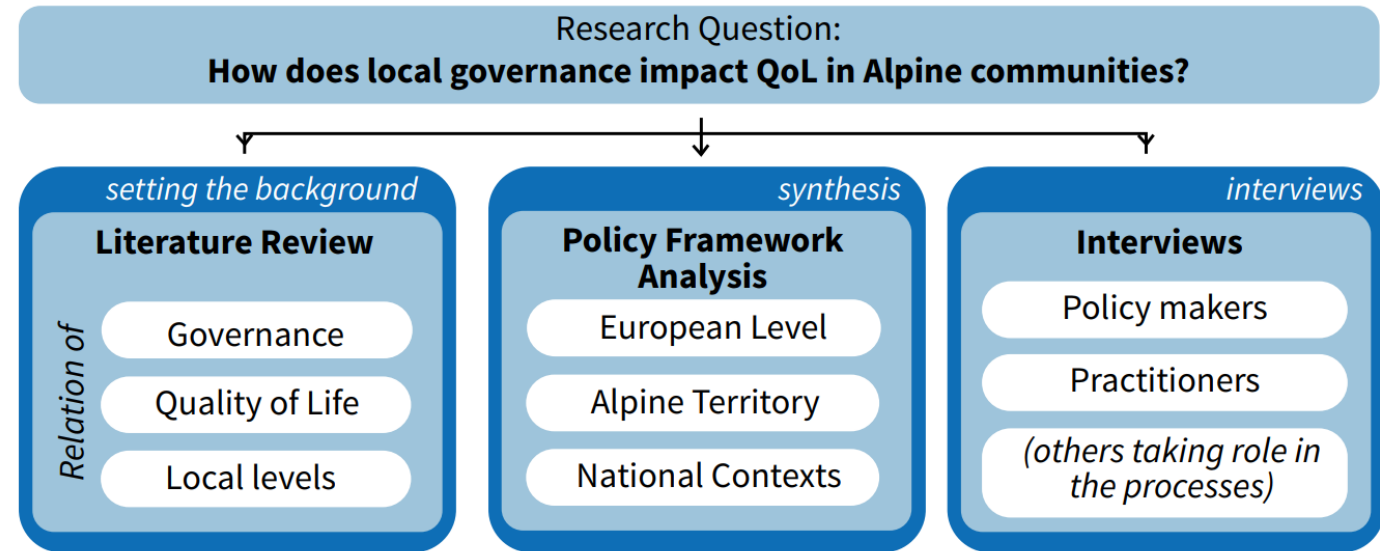 Research Question:
How does local governance impact QoL in Alpine communities?
setting the background
Literature Review
Relation of
Governance
Quality of Life
Local levels
synthesis
Policy Framework
Analysis
European Level
Alpine Territory
National Contexts
interviews
Interviews
Policy makers
Practitioners
(others taking role in
the processes)